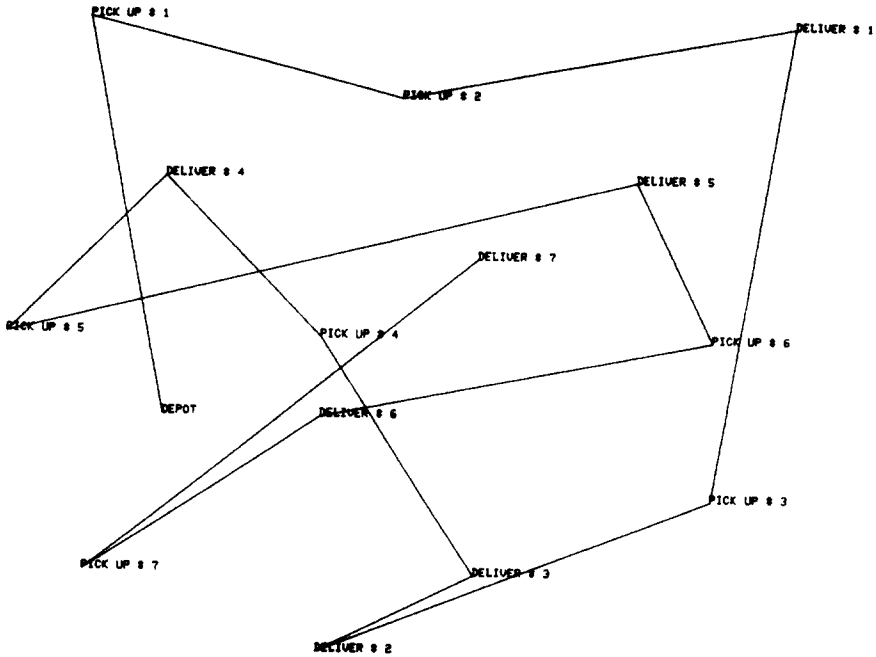 PICK UP # 1
DELIVER # 1
PICK UP # 2
DELIVER # 4
DELIVER # 5
DELIVER # 7
PICK UP # 5
PICK UP # 4
PICK UP # 6
DEPOT
DELIVER # 6
PICK UP # 3
PICK UP # 7
DELIVER # 3
DELIVER # 2